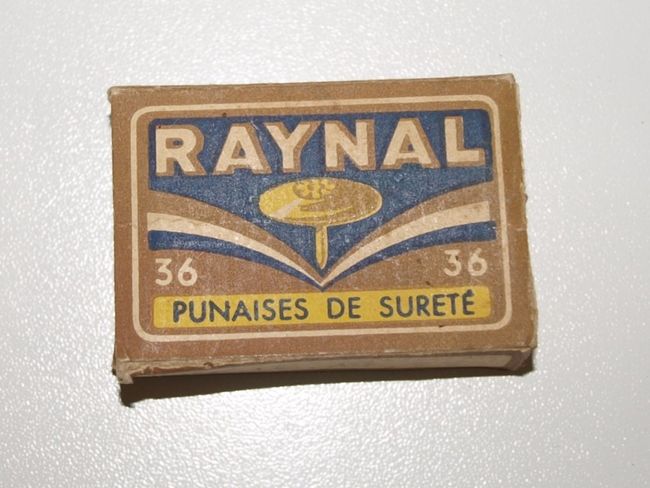 RAYNAL
36 36
PUNAISES DE SURETÉ